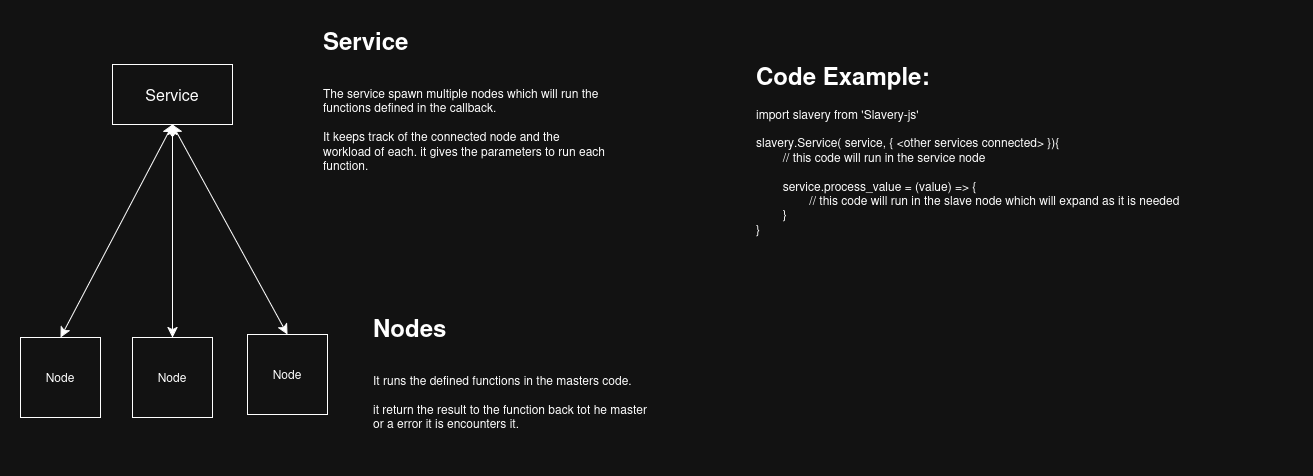 Service
Service
The service spawn multiple nodes which will run the
functions defined in the callback.
It keeps track of the connected node and the
workload of each. it gives the parameters to run each
function.
Node
Node
Node
Nodes
It runs the defined functions in the masters code.
it return the result to the function back tot he master
or a error it is encounters it.
Code Example:
import slavery from 'Slavery-js'
slavery.Service( service, { <other services connected> }){
// this code will run in the service node
service.process_value = (value) => {
// this code will run in the slave node which will expand as it is needed
}
}